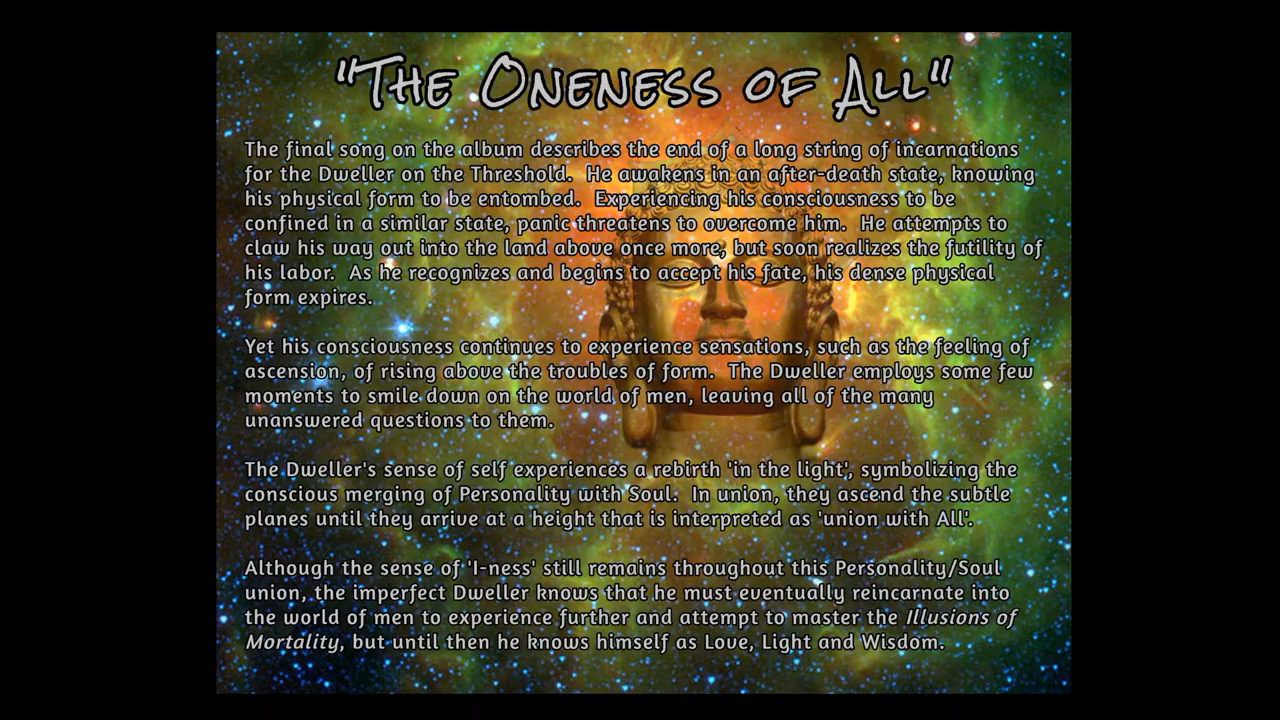 "The Oneness of All"
The final song on the album describes the end of a long string of incarnations
for the Dweller on the Threshold.  He awakens in an after-death state, knowing
his physical form to be entombed.  Experiencing his consciousness to be
confined in a similar state, panic threatens to overcome him.  He attempts to
claw his way out into the land above once more, but soon realizes the futility of
his labor.  As he recognizes and begins to accept his fate, his dense physical
form expires.
Yet his consciousness continues to experience sensations, such as the feeling of
ascension, of rising above the troubles of form.  The Dweller employs some few
moments to smile down on the world of men, leaving all of the many
unanswered questions to them.
The Dweller's sense of self experiences a rebirth 'in the light', symbolizing the
conscious merging of Personality with Soul.  In union, they ascend the subtle
planes until they arrive at a height that is interpreted as 'union with All'.
Although the sense of 'I-ness' still remains throughout this Personality/Soul
union, the imperfect Dweller knows that he must eventually reincarnate into
the world of men to experience further and attempt to master the Illusions of
Mortality, but until then he knows himself as Love, Light and Wisdom.